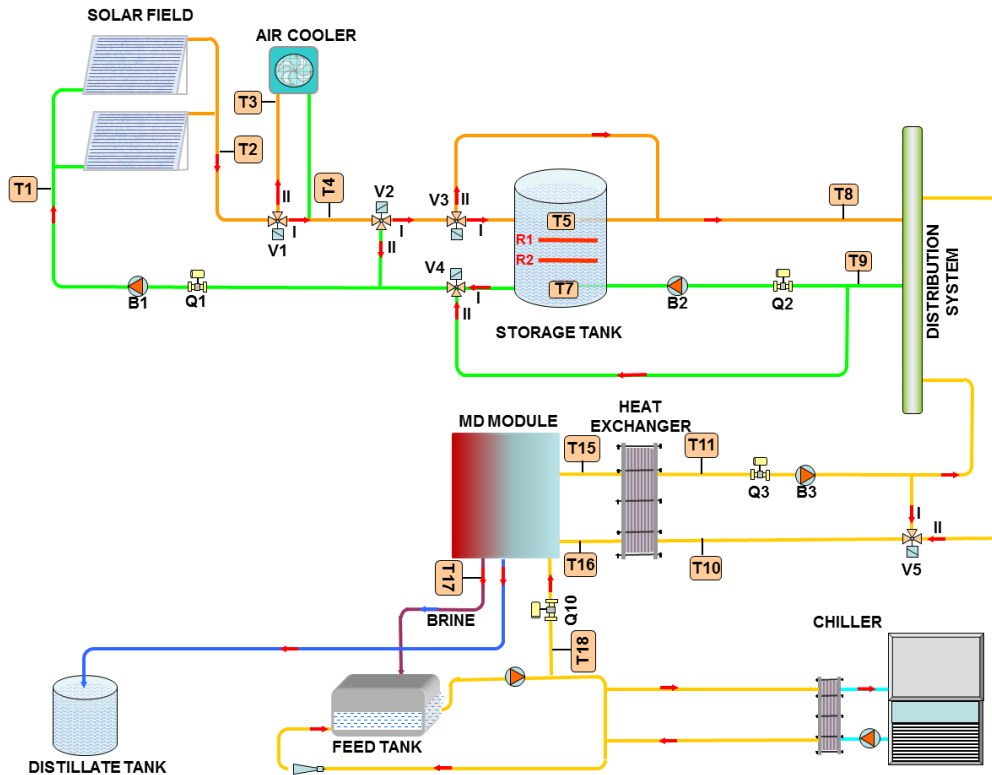 SOLAR FIELD
AIR COOLER
T3
T2
T1
T4
V2
V3
II
II
I
I
I
V1
II
T5
R1
R2
T7
V4
I
II
T8
T9
B1
Q1
B2
Q2
STORAGE TANK
DISTRIBUTION
SYSTEM
MD MODULE
HEAT
EXCHANGER
T15
T11
Q3
B3
I
II
T16
T10
V5
T17
BRINE
Q10
T18
CHILLER
FEED TANK
DISTILLATE TANK